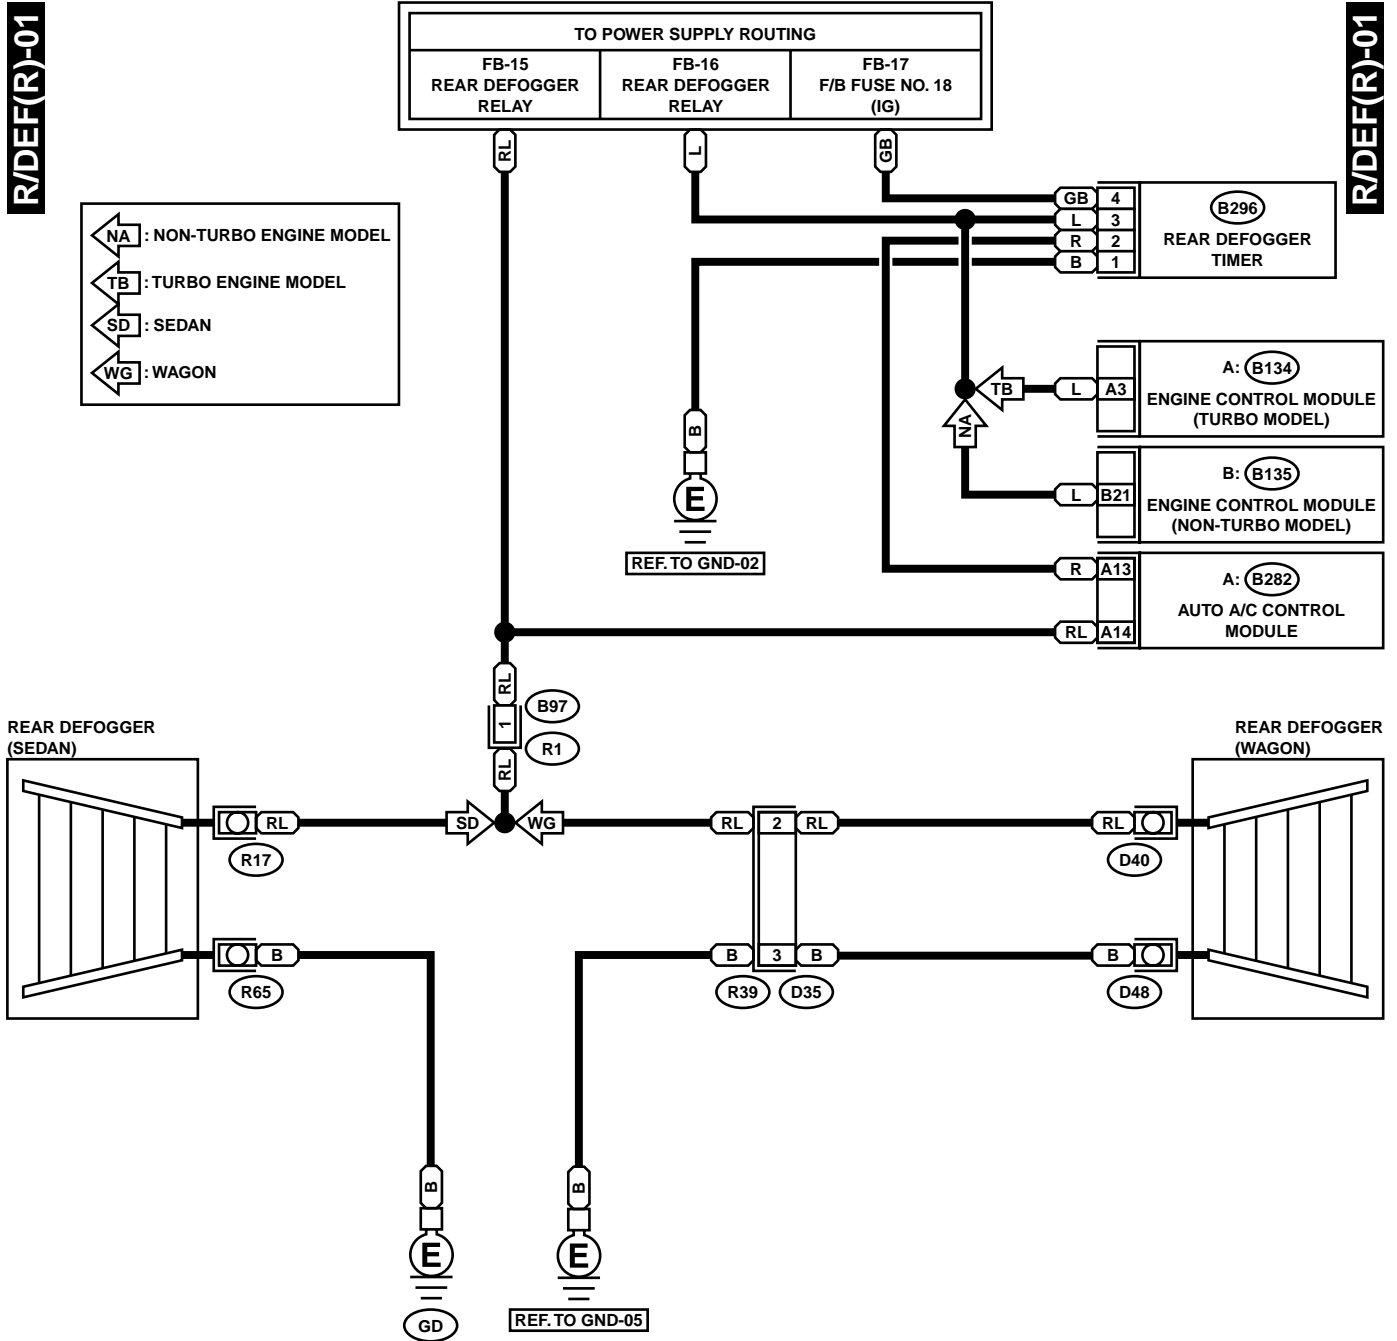 R/DEF(R)-01
R/DEF(R)-01
TO POWER SUPPLY ROUTING
FB-15
REAR DEFOGGER
RELAY
FB-16
REAR DEFOGGER
RELAY
FB-17
F/B FUSE NO. 18
(IG)
RL
L
GB
NA : NON-TURBO ENGINE MODEL
TB : TURBO ENGINE MODEL
SD : SEDAN
WG : WAGON
GB 4
L 3
R 2
B 1
B296
REAR DEFOGGER
TIMER
TB
L A3
A: B134
ENGINE CONTROL MODULE
(TURBO MODEL)
NA
L B21
B: B135
ENGINE CONTROL MODULE
(NON-TURBO MODEL)
B
E
REF. TO GND-02
R A13
RL A14
A: B282
AUTO A/C CONTROL
MODULE
RL
1
B97
R1
RL
REAR DEFOGGER
(SEDAN)
REAR DEFOGGER
(WAGON)
RL
SD
WG
RL 2 RL
RL
R17
D40
B
B 3 B
B
R65
R39
D35
D48
B
B
E
E
GD
REF. TO GND-05